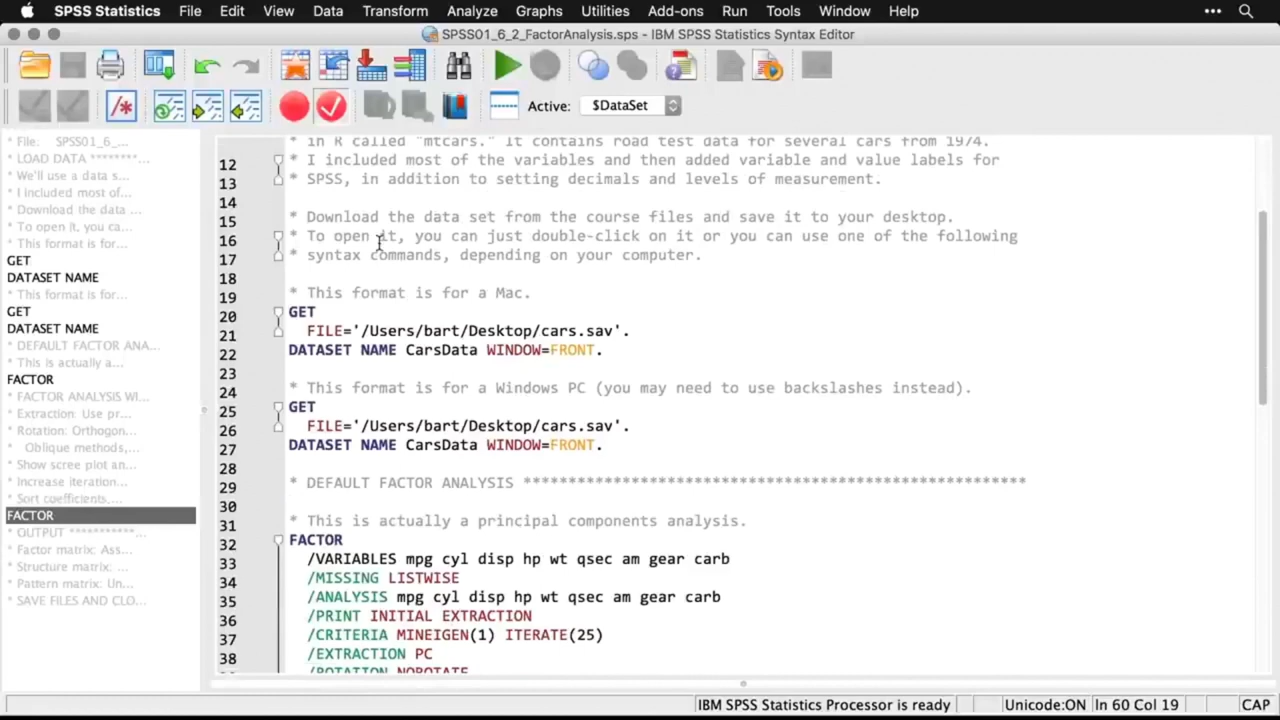 SPSS Statistics File Edit View Data Transform Analyze Graphs Utilities Add-ons Run Tools Window Help
SPSS01_6_2_FactorAnalysis.sps - IBM SPSS Statistics Syntax Editor
Active: $DataSet
* File: SPSS01_6_...
* LOAD DATA ********...
* We'll use a data s...
* I included most of...
* Download the data ...
* To open it, you ca...
* This format is for...
GET
DATASET NAME
* This format is for...
GET
DATASET NAME
* DEFAULT FACTOR ANA...
* This is actually a...
FACTOR
* FACTOR ANALYSIS WI...
* Extraction: Use pr...
* Rotation: Orthogon...
* Oblique methods,...
* Show scree plot an...
* Increase iteration...
* Sort coefficients,...
FACTOR
* OUTPUT ***********...
* Factor matrix: Ass...
* Structure matrix: ...
* Pattern matrix: Un...
* SAVE FILES AND CLO...
* in R called "mtcars." It contains road test data for several cars from 1974.
12 * I included most of the variables and then added variable and value labels for
13 * SPSS, in addition to setting decimals and levels of measurement.
14
15 * Download the data set from the course files and save it to your desktop.
16 * To open it, you can just double-click on it or you can use one of the following
17 * syntax commands, depending on your computer.
18
19 * This format is for a Mac.
20 GET
21 FILE='/Users/bart/Desktop/cars.sav'.
22 DATASET NAME CarsData WINDOW=FRONT.
23
24 * This format is for a Windows PC (you may need to use backslashes instead).
25 GET
26 FILE='/Users/bart/Desktop/cars.sav'.
27 DATASET NAME CarsData WINDOW=FRONT.
28
29 * DEFAULT FACTOR ANALYSIS ********************************************************
30
31 * This is actually a principal components analysis.
32 FACTOR
33 /VARIABLES mpg cyl disp hp wt qsec am gear carb
34 /MISSING LISTWISE
35 /ANALYSIS mpg cyl disp hp wt qsec am gear carb
36 /PRINT INITIAL EXTRACTION
37 /CRITERIA MINEIGEN(1) ITERATE(25)
38 /EXTRACTION PC
/ROTATION NOROTATE
IBM SPSS Statistics Processor is ready Unicode:ON In 60 Col 19 CAP